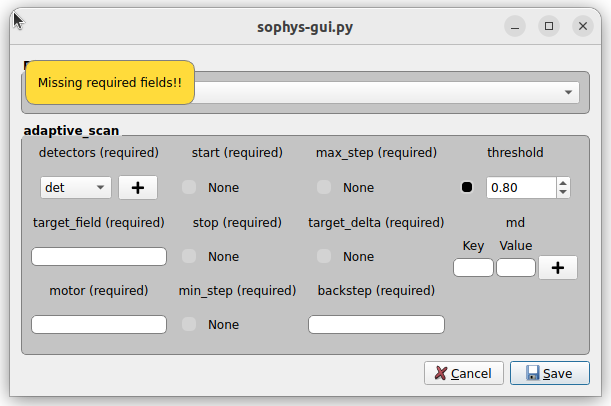 sophys-gui.py
Missing required fields!!
adaptive_scan
detectors (required) start (required) max_step (required) threshold
det None None 0.80
target_field (required) stop (required) target_delta (required) md
Key Value
None None
motor (required) min_step (required) backstep (required)
None
Cancel Save